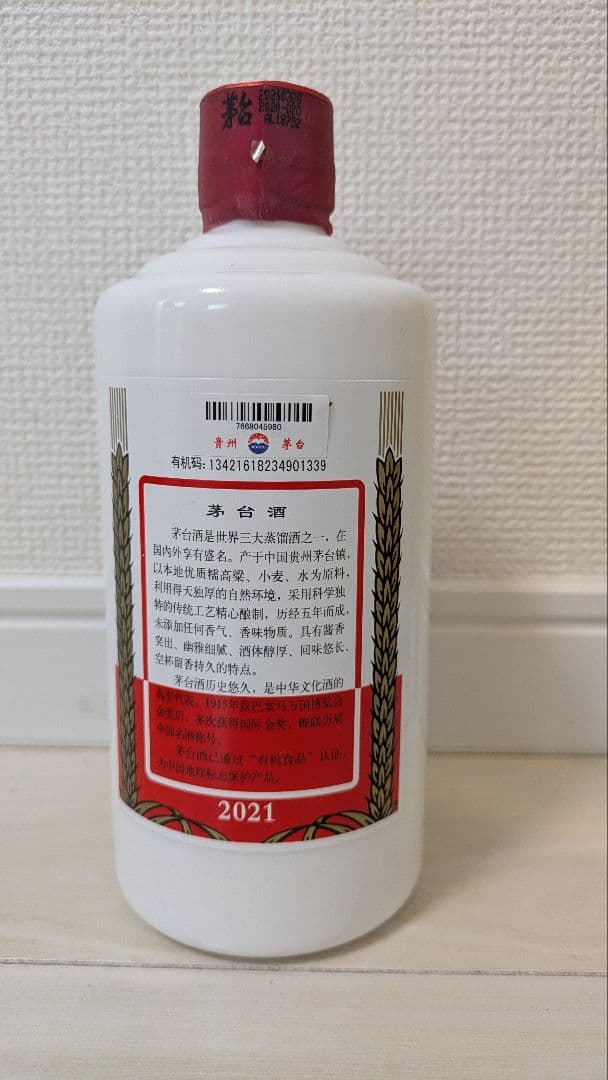 茅台
2020-070
7668045980
贵州 茅台
有机码:13421618234901339
茅台酒
茅台酒是世界三大蒸馏酒之一，在
国内外享有盛名。产于中国贵州茅台镇，
以本地优质糯高粱、小麦、水为原料，
利用得天独厚的自然环境，采用科学独
特的传统工艺精心酿制，历经五年而成，
未添加任何香气、香味物质。具有酱香
突出、幽雅细腻、酒体醇厚、回味悠长、
空杯留香持久的特点。
茅台酒历史悠久，是中华文化酒的
典型代表。1915年获巴拿马万国博览会
金奖后，多次获得国际金奖，蝉联历届
中国名酒称号。
茅台酒已通过“有机食品”认证，
为中国地理标志保护产品。
2021